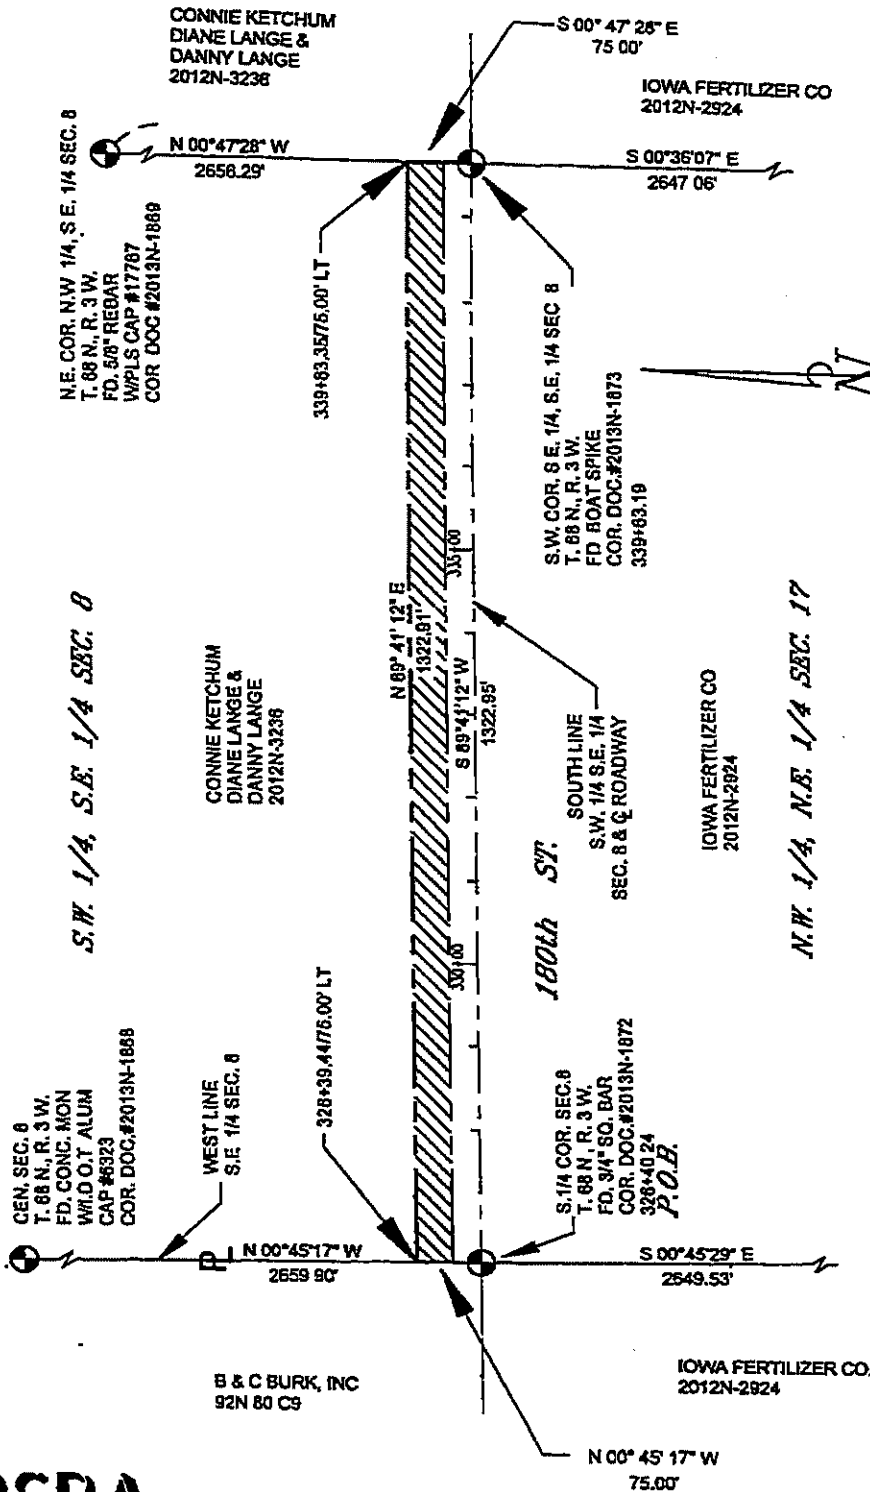 CONNIE KETCHUM
DIANE LANGE &
DANNY LANGE
2012N-3236
S 00° 47' 28" E
75 00'
IOWA FERTILIZER CO
2012N-2924
N 00°47'28" W
2656.29'
S 00°36'07" E
2647 06'
N.E. COR. N.W 1/4, S E. 1/4 SEC. 8
T. 68 N., R. 3 W.
FD. 5/8" REBAR
W/PLS CAP #17767
COR DOC #2013N-1869
339+63.35/75.00' LT
S.W. COR. S E. 1/4, S.E. 1/4 SEC 8
T. 68 N., R. 3 W.
FD BOAT SPIKE
COR. DOC.#2013N-1873
339+63.19
N
S.W. 1/4, S.E. 1/4 SEC. 8
CONNIE KETCHUM
DIANE LANGE &
DANNY LANGE
2012N-3236
N 89° 41' 12" E
1322.91'
335+00
S 89°41'12" W
1322.95'
SOUTH LINE
S.W. 1/4 S.E. 1/4
SEC. 8 & ℄ ROADWAY
IOWA FERTILIZER CO
2012N-2924
N.W. 1/4, N.E. 1/4 SEC. 17
180th ST.
330+00
CEN. SEC. 8
T. 68 N., R. 3 W.
FD. CONC. MON
W/I.D O.T ALUM
CAP #6323
COR. DOC.#2013N-1868
WEST LINE
S.E 1/4 SEC. 8
328+39.44/75.00' LT
S.1/4 COR. SEC.8
T. 68 N., R. 3 W.
FD. 3/4" SQ. BAR
COR. DOC.#2013N-1872
328+40 24
P.O.B.
PL
N 00°45'17" W
2659 90'
S 00°45'29" E
2649.53'
B & C BURK, INC
92N 80 C9
IOWA FERTILIZER CO.
2012N-2924
N 00° 45' 17" W
75.00'